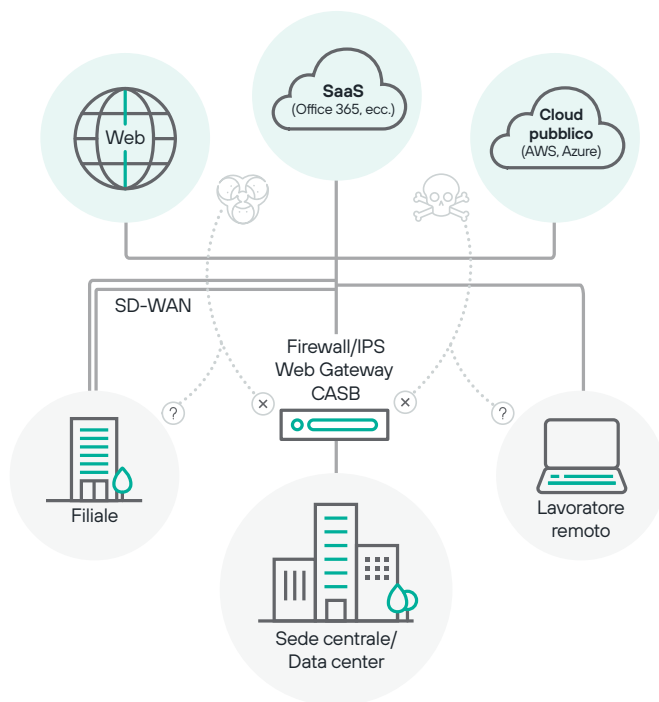 Web
SaaS
(Office 365, ecc.)
Cloud
pubblico
(AWS, Azure)
SD-WAN
Firewall/IPS
Web Gateway
CASB
?
?
Filiale
Lavoratore
remoto
Sede centrale/
Data center